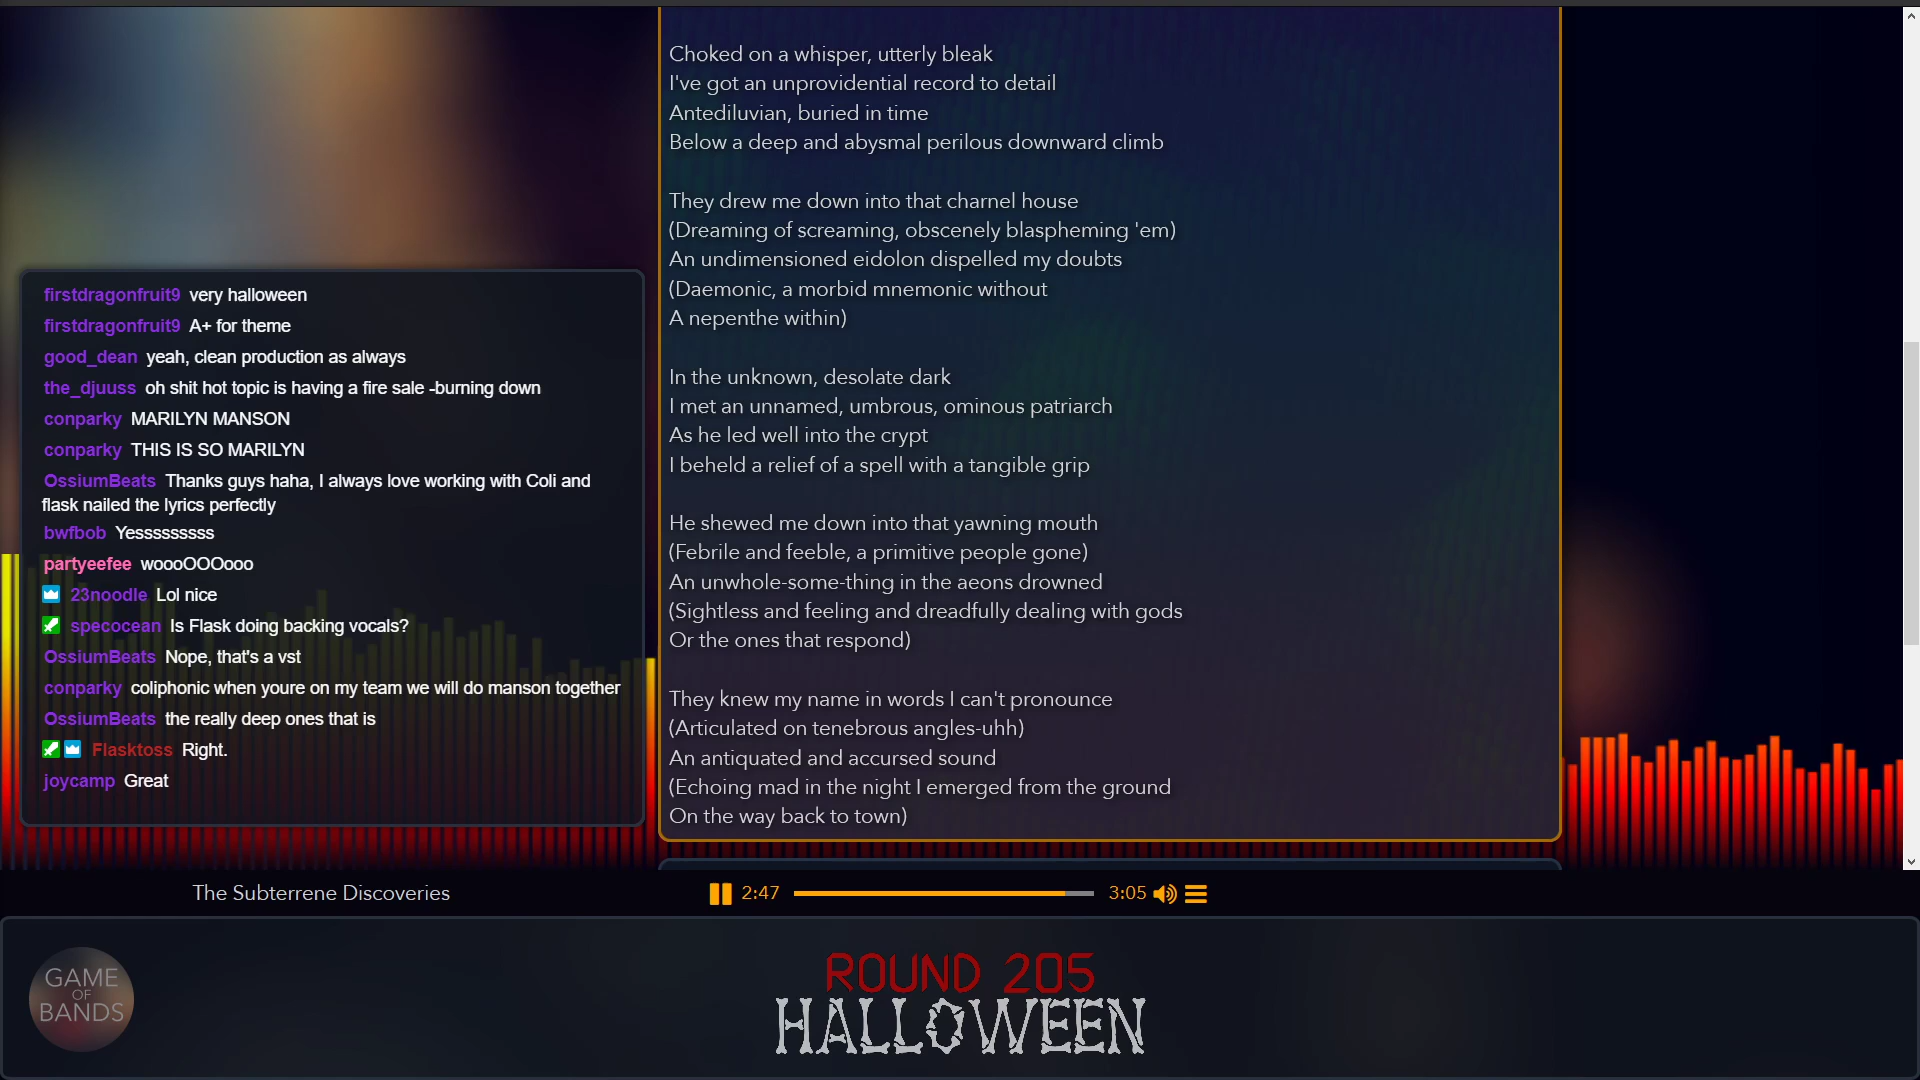 Choked on a whisper, utterly bleak
I've got an unprovidential record to detail
Antediluvian, buried in time
Below a deep and abysmal perilous downward climb
They drew me down into that charnel house
(Dreaming of screaming, obscenely blaspheming 'em)
An undimensioned eidolon dispelled my doubts
(Daemonic, a morbid mnemonic without
A nepenthe within)
In the unknown, desolate dark
I met an unnamed, umbrous, ominous patriarch
As he led well into the crypt
I beheld a relief of a spell with a tangible grip
He shewed me down into that yawning mouth
(Febrile and feeble, a primitive people gone)
An unwhole-some-thing in the aeons drowned
(Sightless and feeling and dreadfully dealing with gods
Or the ones that respond)
They knew my name in words I can't pronounce
(Articulated on tenebrous angles-uhh)
An antiquated and accursed sound
(Echoing mad in the night I emerged from the ground
On the way back to town)
firstdragonfruit9 very halloween
firstdragonfruit9 A+ for theme
good_dean yeah, clean production as always
the_djuuss oh shit hot topic is having a fire sale -burning down
conparky MARILYN MANSON
conparky THIS IS SO MARILYN
OssiumBeats Thanks guys haha, I always love working with Coli and
flask nailed the lyrics perfectly
bwfbob Yesssssssss
partyeefee woooOOOooo
23noodle Lol nice
specocean Is Flask doing backing vocals?
OssiumBeats Nope, that's a vst
conparky coliphonic when youre on my team we will do manson together
OssiumBeats the really deep ones that is
Flasktoss Right.
joycamp Great
The Subterrene Discoveries
2:47 3:05
GAME
OF
BANDS
ROUND 205
HALLOWEEN